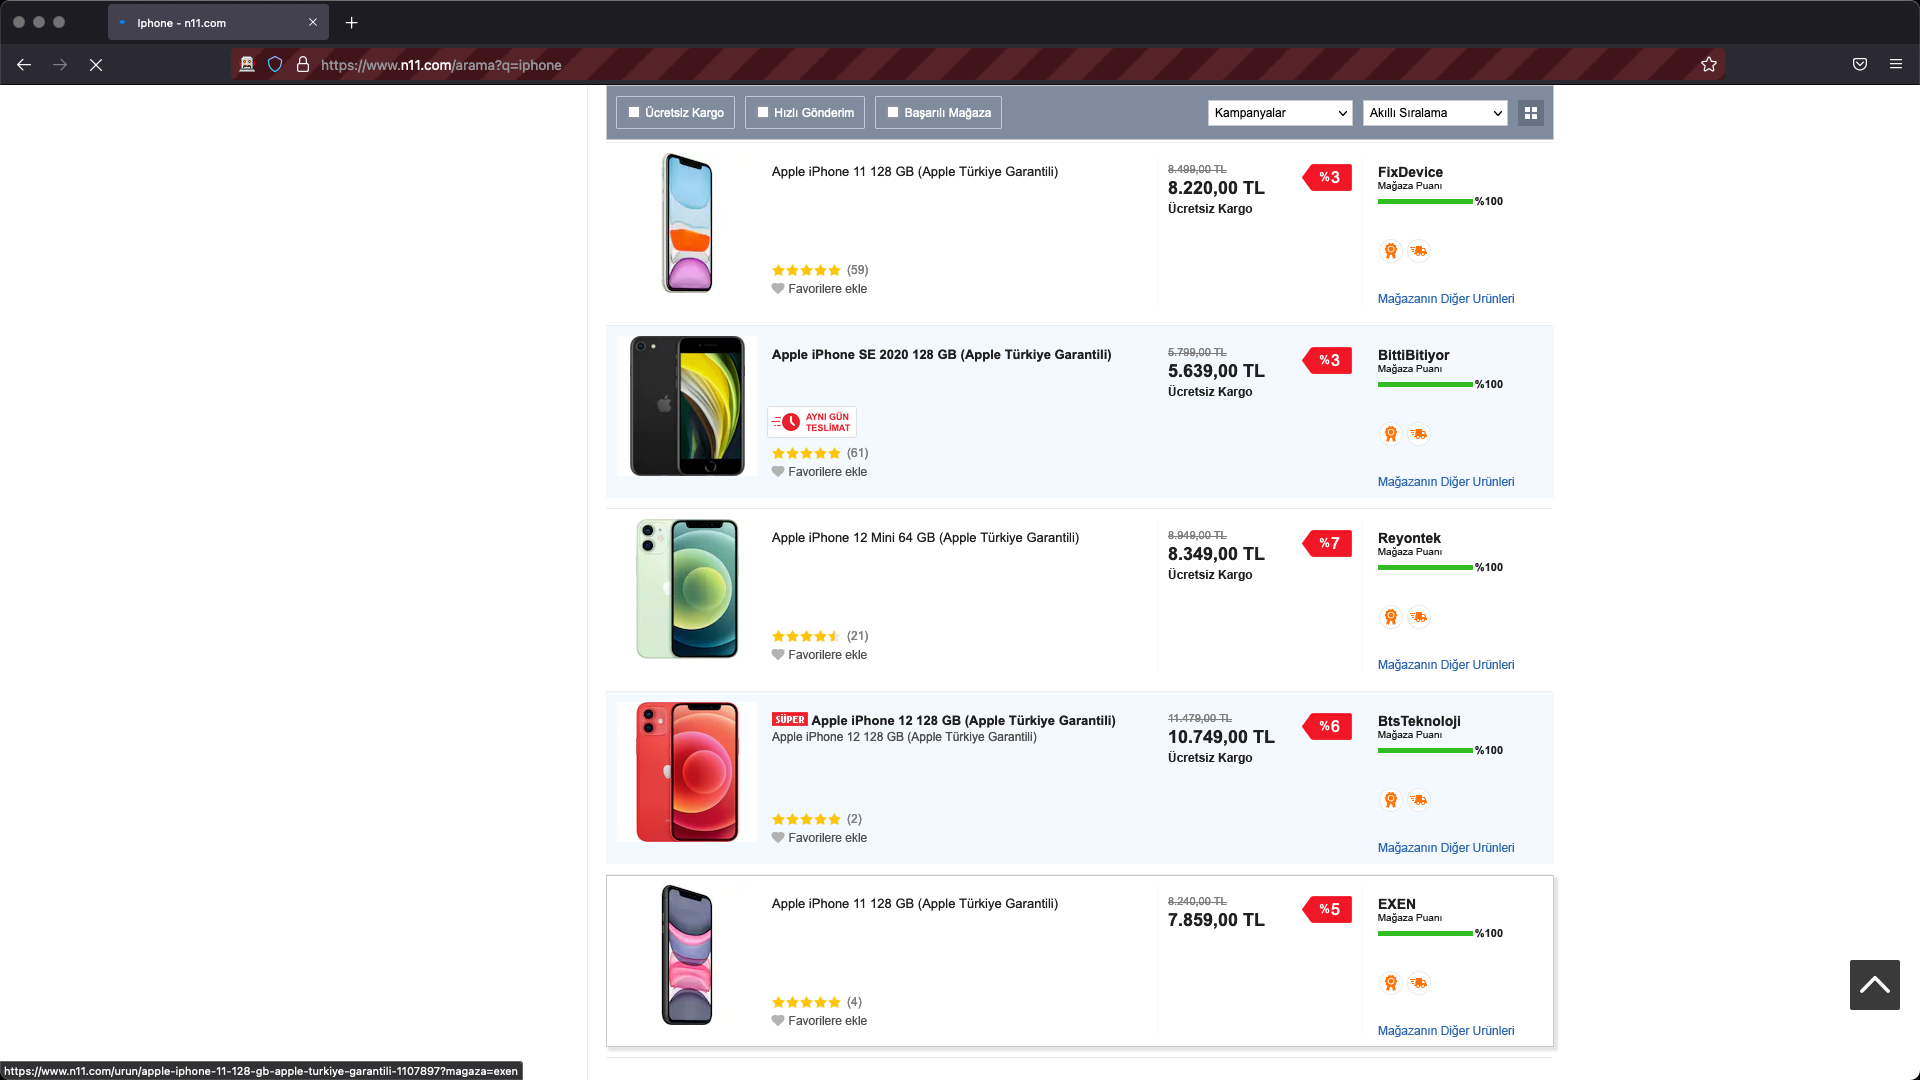 Iphone - n11.com
https://www.n11.com/arama?q=iphone
Ücretsiz Kargo
Hızlı Gönderim
Başarılı Mağaza
Kampanyalar
Akıllı Sıralama
Apple iPhone 11 128 GB (Apple Türkiye Garantili)
(59)
Favorilere ekle
8.499,00 TL
8.220,00 TL
Ücretsiz Kargo
%3
FixDevice
Mağaza Puanı
%100
Mağazanın Diğer Ürünleri
Apple iPhone SE 2020 128 GB (Apple Türkiye Garantili)
AYNI GÜN
TESLİMAT
(61)
Favorilere ekle
5.799,00 TL
5.639,00 TL
Ücretsiz Kargo
%3
BittiBitiyor
Mağaza Puanı
%100
Mağazanın Diğer Ürünleri
Apple iPhone 12 Mini 64 GB (Apple Türkiye Garantili)
(21)
Favorilere ekle
8.949,00 TL
8.349,00 TL
Ücretsiz Kargo
%7
Reyontek
Mağaza Puanı
%100
Mağazanın Diğer Ürünleri
SÜPER Apple iPhone 12 128 GB (Apple Türkiye Garantili)
Apple iPhone 12 128 GB (Apple Türkiye Garantili)
(2)
Favorilere ekle
11.479,00 TL
10.749,00 TL
Ücretsiz Kargo
%6
BtsTeknoloji
Mağaza Puanı
%100
Mağazanın Diğer Ürünleri
Apple iPhone 11 128 GB (Apple Türkiye Garantili)
(4)
Favorilere ekle
8.240,00 TL
7.859,00 TL
%5
EXEN
Mağaza Puanı
%100
Mağazanın Diğer Ürünleri
https://www.n11.com/urun/apple-iphone-11-128-gb-apple-turkiye-garantili-1107897?magaza=exen